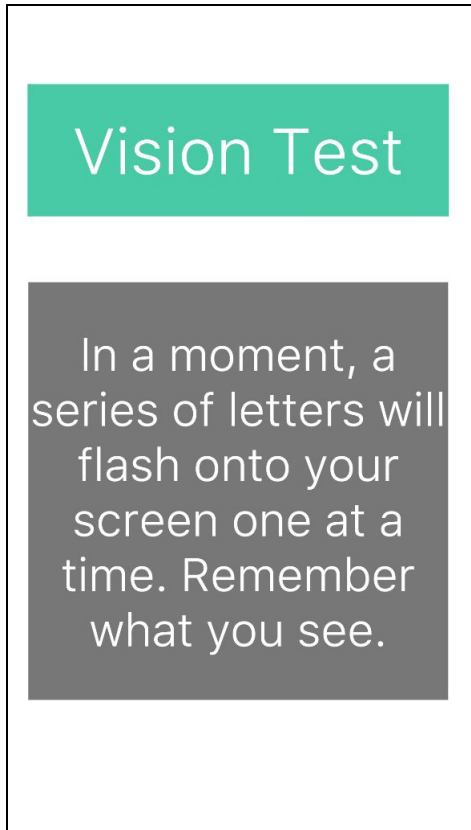 Vision Test
In a moment, a
series of letters will
flash onto your
screen one at a
time. Remember
what you see.